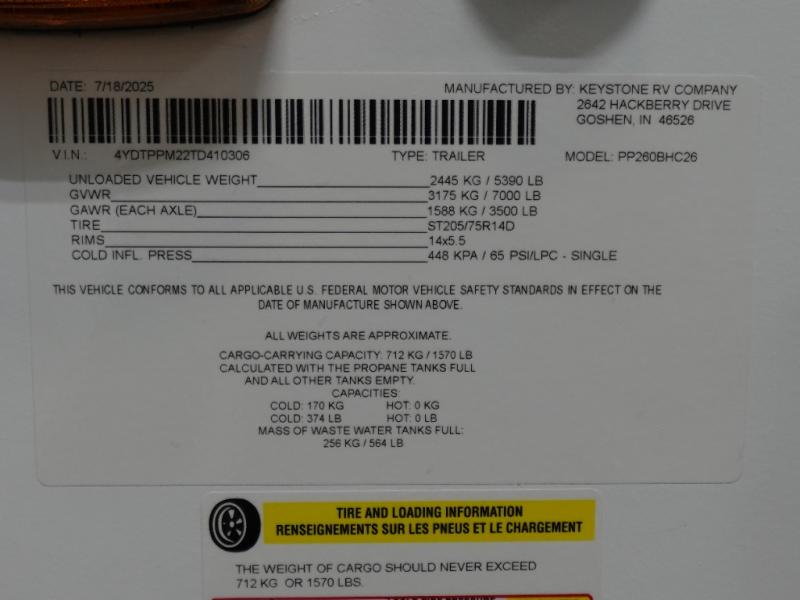 DATE: 7/18/2025
MANUFACTURED BY: KEYSTONE RV COMPANY
2642 HACKBERRY DRIVE
GOSHEN, IN 46526
V.I.N.: 4YDTPPM22TD410306 TYPE: TRAILER MODEL: PP260BHC26
UNLOADED VEHICLE WEIGHT 2445 KG / 5390 LB
GVWR 3175 KG / 7000 LB
GAWR (EACH AXLE) 1588 KG / 3500 LB
TIRE ST205/75R14D
RIMS 14x5.5
COLD INFL. PRESS 448 KPA / 65 PSI/LPC - SINGLE
THIS VEHICLE CONFORMS TO ALL APPLICABLE U.S. FEDERAL MOTOR VEHICLE SAFETY STANDARDS IN EFFECT ON THE
DATE OF MANUFACTURE SHOWN ABOVE.
ALL WEIGHTS ARE APPROXIMATE.
CARGO-CARRYING CAPACITY: 712 KG / 1570 LB
CALCULATED WITH THE PROPANE TANKS FULL
AND ALL OTHER TANKS EMPTY.
CAPACITIES:
COLD: 170 KG HOT: 0 KG
COLD: 374 LB HOT: 0 LB
MASS OF WASTE WATER TANKS FULL:
256 KG / 564 LB
TIRE AND LOADING INFORMATION
RENSEIGNEMENTS SUR LES PNEUS ET LE CHARGEMENT
THE WEIGHT OF CARGO SHOULD NEVER EXCEED
712 KG OR 1570 LBS.